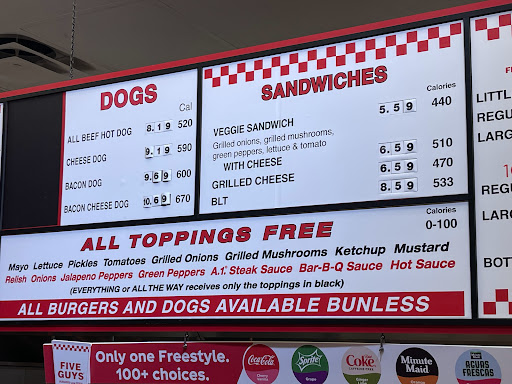 DOGS
Cal
ALL BEEF HOT DOG 8.19 520
CHEESE DOG 9.19 590
BACON DOG 9.69 600
BACON CHEESE DOG 10.69 670
SANDWICHES
Calories
VEGGIE SANDWICH 5.59 440
Grilled onions, grilled mushrooms,
green peppers, lettuce & tomato
WITH CHEESE 6.59 510
GRILLED CHEESE 6.59 470
BLT 8.59 533
ALL TOPPINGS FREE
Calories
0-100
Mayo Lettuce Pickles Tomatoes Grilled Onions Grilled Mushrooms Ketchup Mustard
Relish Onions Jalapeno Peppers Green Peppers A.1. Steak Sauce Bar-B-Q Sauce Hot Sauce
(EVERYTHING or ALL THE WAY receives only the toppings in black)
ALL BURGERS AND DOGS AVAILABLE BUNLESS
LITTL
REGU
LARG
REGU
LARG
BOTT
FIVE
GUYS
Only one Freestyle.
100+ choices.
Coca-Cola
Sprite
Coke
Minute
Maid
AGUAS
FRESCAS